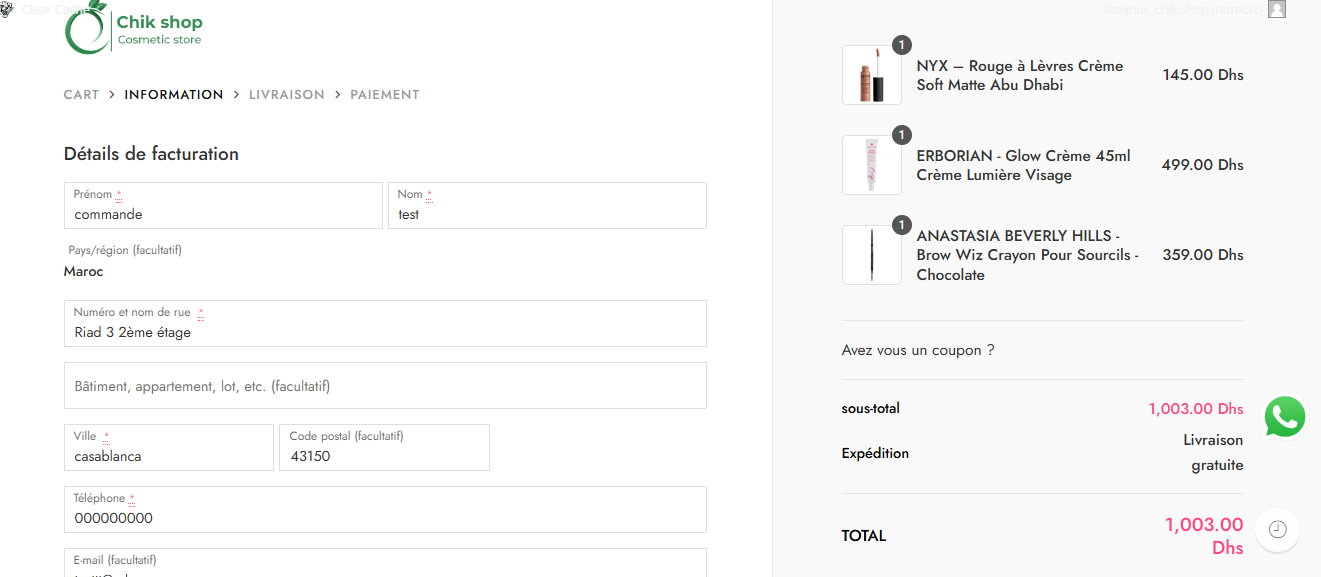 Clear Cache
Bonjour, chikshop.morocco
Chik shop
Cosmetic store
CART > INFORMATION > LIVRAISON > PAIEMENT
Détails de facturation
Prénom *
commande
Nom *
test
Pays/région (facultatif)
Maroc
Numéro et nom de rue *
Riad 3 2ème étage
Bâtiment, appartement, lot, etc. (facultatif)
Ville *
casablanca
Code postal (facultatif)
43150
Téléphone *
000000000
E-mail (facultatif)
1
NYX – Rouge à Lèvres Crème
Soft Matte Abu Dhabi
145.00 Dhs
1
ERBORIAN - Glow Crème 45ml
Crème Lumière Visage
499.00 Dhs
1
ANASTASIA BEVERLY HILLS -
Brow Wiz Crayon Pour Sourcils -
Chocolate
359.00 Dhs
Avez vous un coupon ?
sous-total
1,003.00 Dhs
Expédition
Livraison
gratuite
TOTAL
1,003.00
Dhs